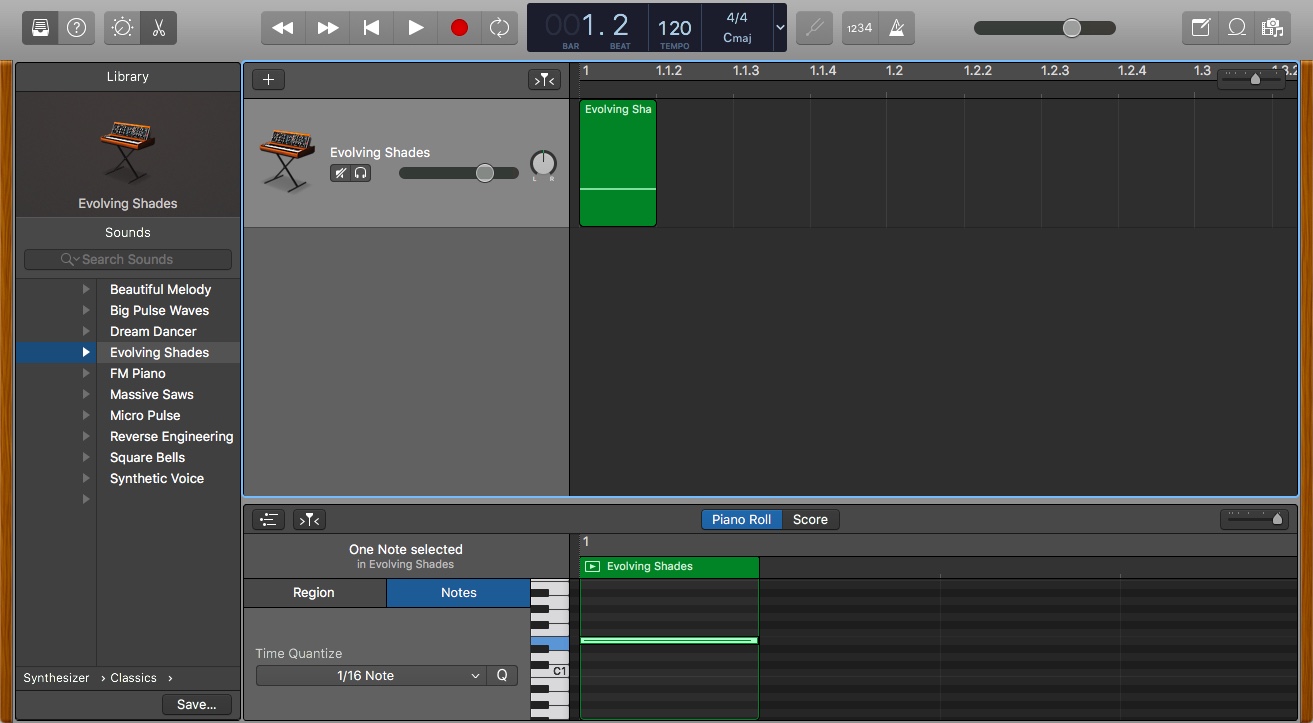 001. 2
BAR
BEAT
120
TEMPO
4/4
Cmaj
1234
Library
Evolving Shades
Sounds
Search Sounds
Beautiful Melody
Big Pulse Waves
Dream Dancer
Evolving Shades
FM Piano
Massive Saws
Micro Pulse
Reverse Engineering
Square Bells
Synthetic Voice
Synthesizer > Classics >
Save...
1 1.1.2 1.1.3 1.1.4 1.2 1.2.2 1.2.3 1.2.4 1.3
Evolving Shades
L R
Evolving Sha
Piano Roll Score
One Note selected
in Evolving Shades
Region Notes
Time Quantize
1/16 Note Q
1
Evolving Shades
C1